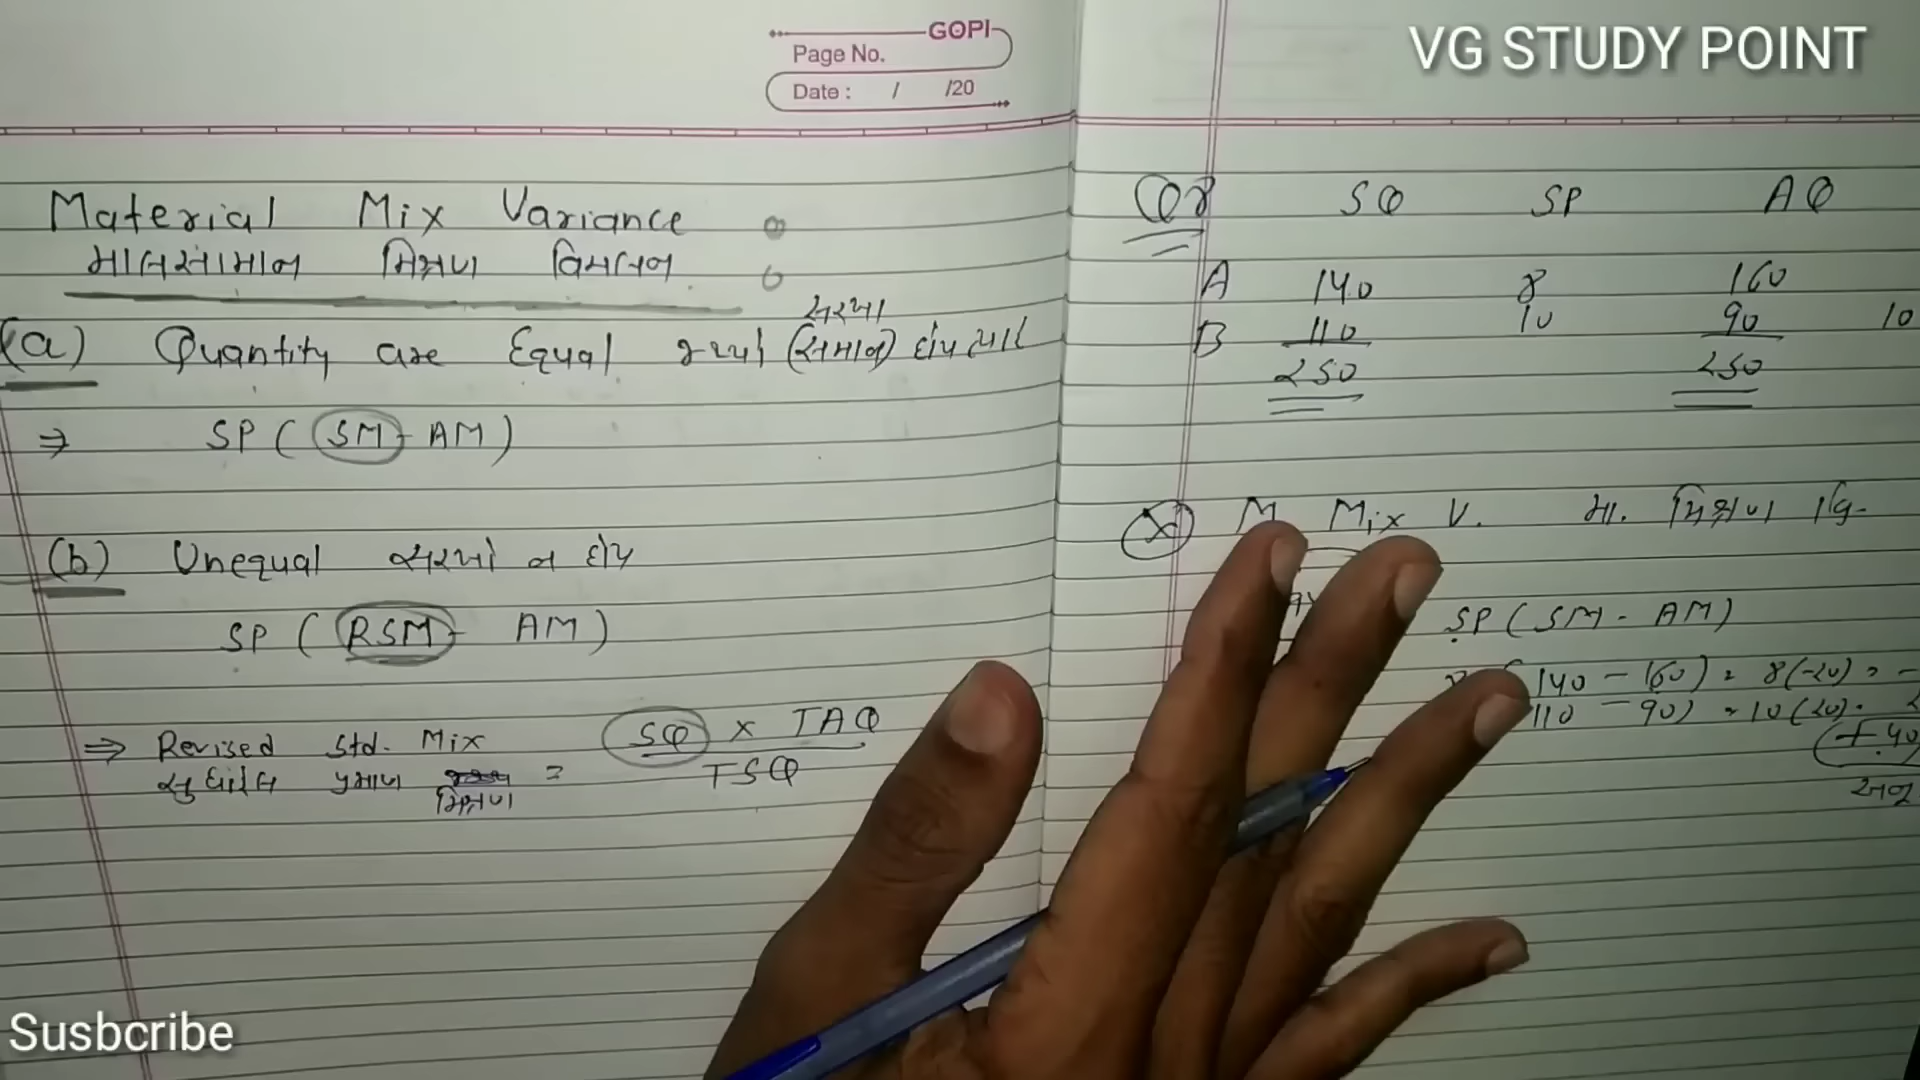 GOPI
Page No.
Date : / /20
VG STUDY POINT
Material Mix Variance
માલસામાન મિશ્રણ વિચલન
(a) Quantity are Equal જથ્થો (સમાન) હોય ત્યારે
સરખા
⇒ SP ( SM - AM )
(b) Unequal સરખો ન હોય
SP ( RSM - AM )
⇒ Revised Std. Mix = SQ x TAQ
TSQ
પ્રમાણ
મિશ્રણ
SQ SP AQ
A 140 8 160
B 110 10 90 10
250 250
M Mix V. મા. મિશ્રણ વિ.
SP ( SM - AM )
140 - 160) = 8(-20) = -
110 - 90) = 10(20) =
+ 40
Susbcribe